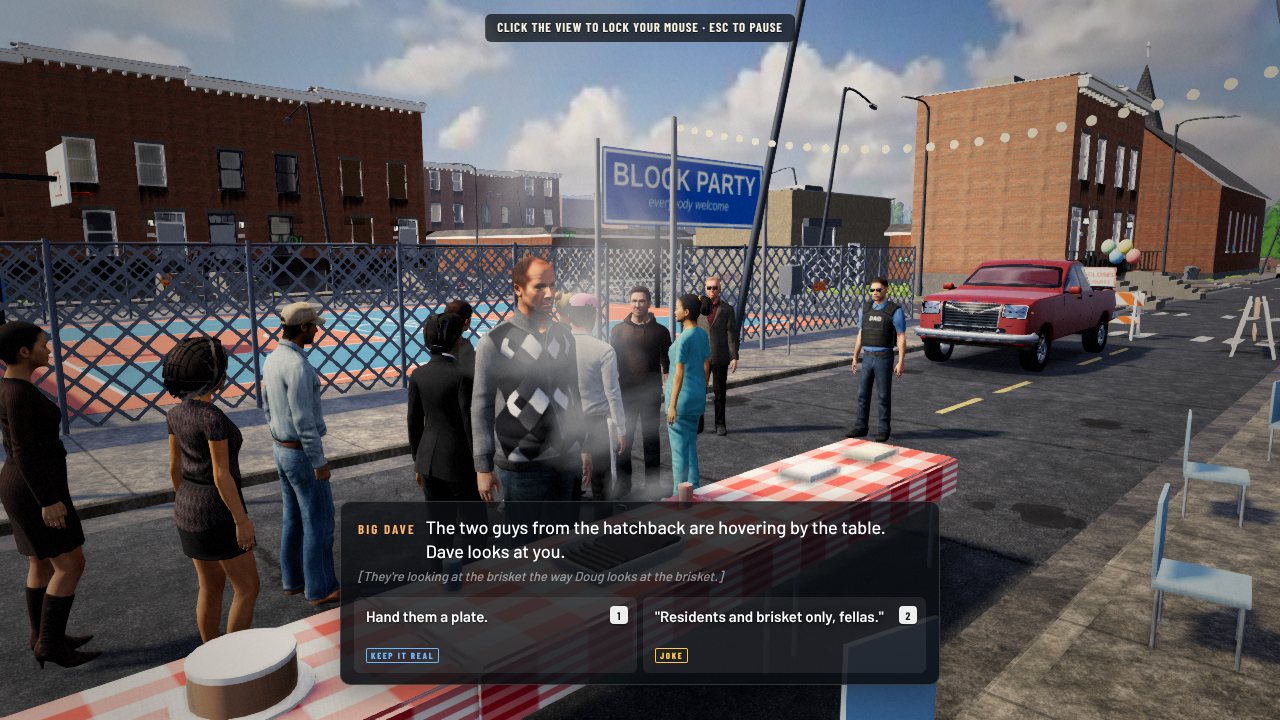 CLICK THE VIEW TO LOCK YOUR MOUSE · ESC TO PAUSE
BLOCK PARTY
everybody welcome
DAD
BIG DAVE
The two guys from the hatchback are hovering by the table.
Dave looks at you.
[They're looking at the brisket the way Doug looks at the brisket.]
Hand them a plate.
1
KEEP IT REAL
"Residents and brisket only, fellas."
2
JOKE